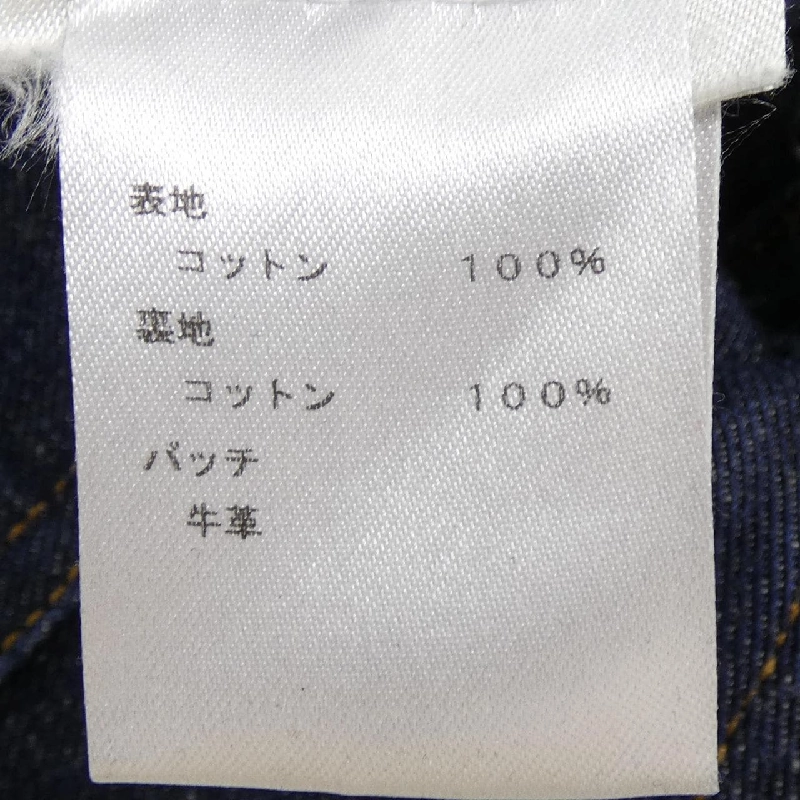 表地
コットン 100%
裏地
コットン 100%
パッチ
牛革